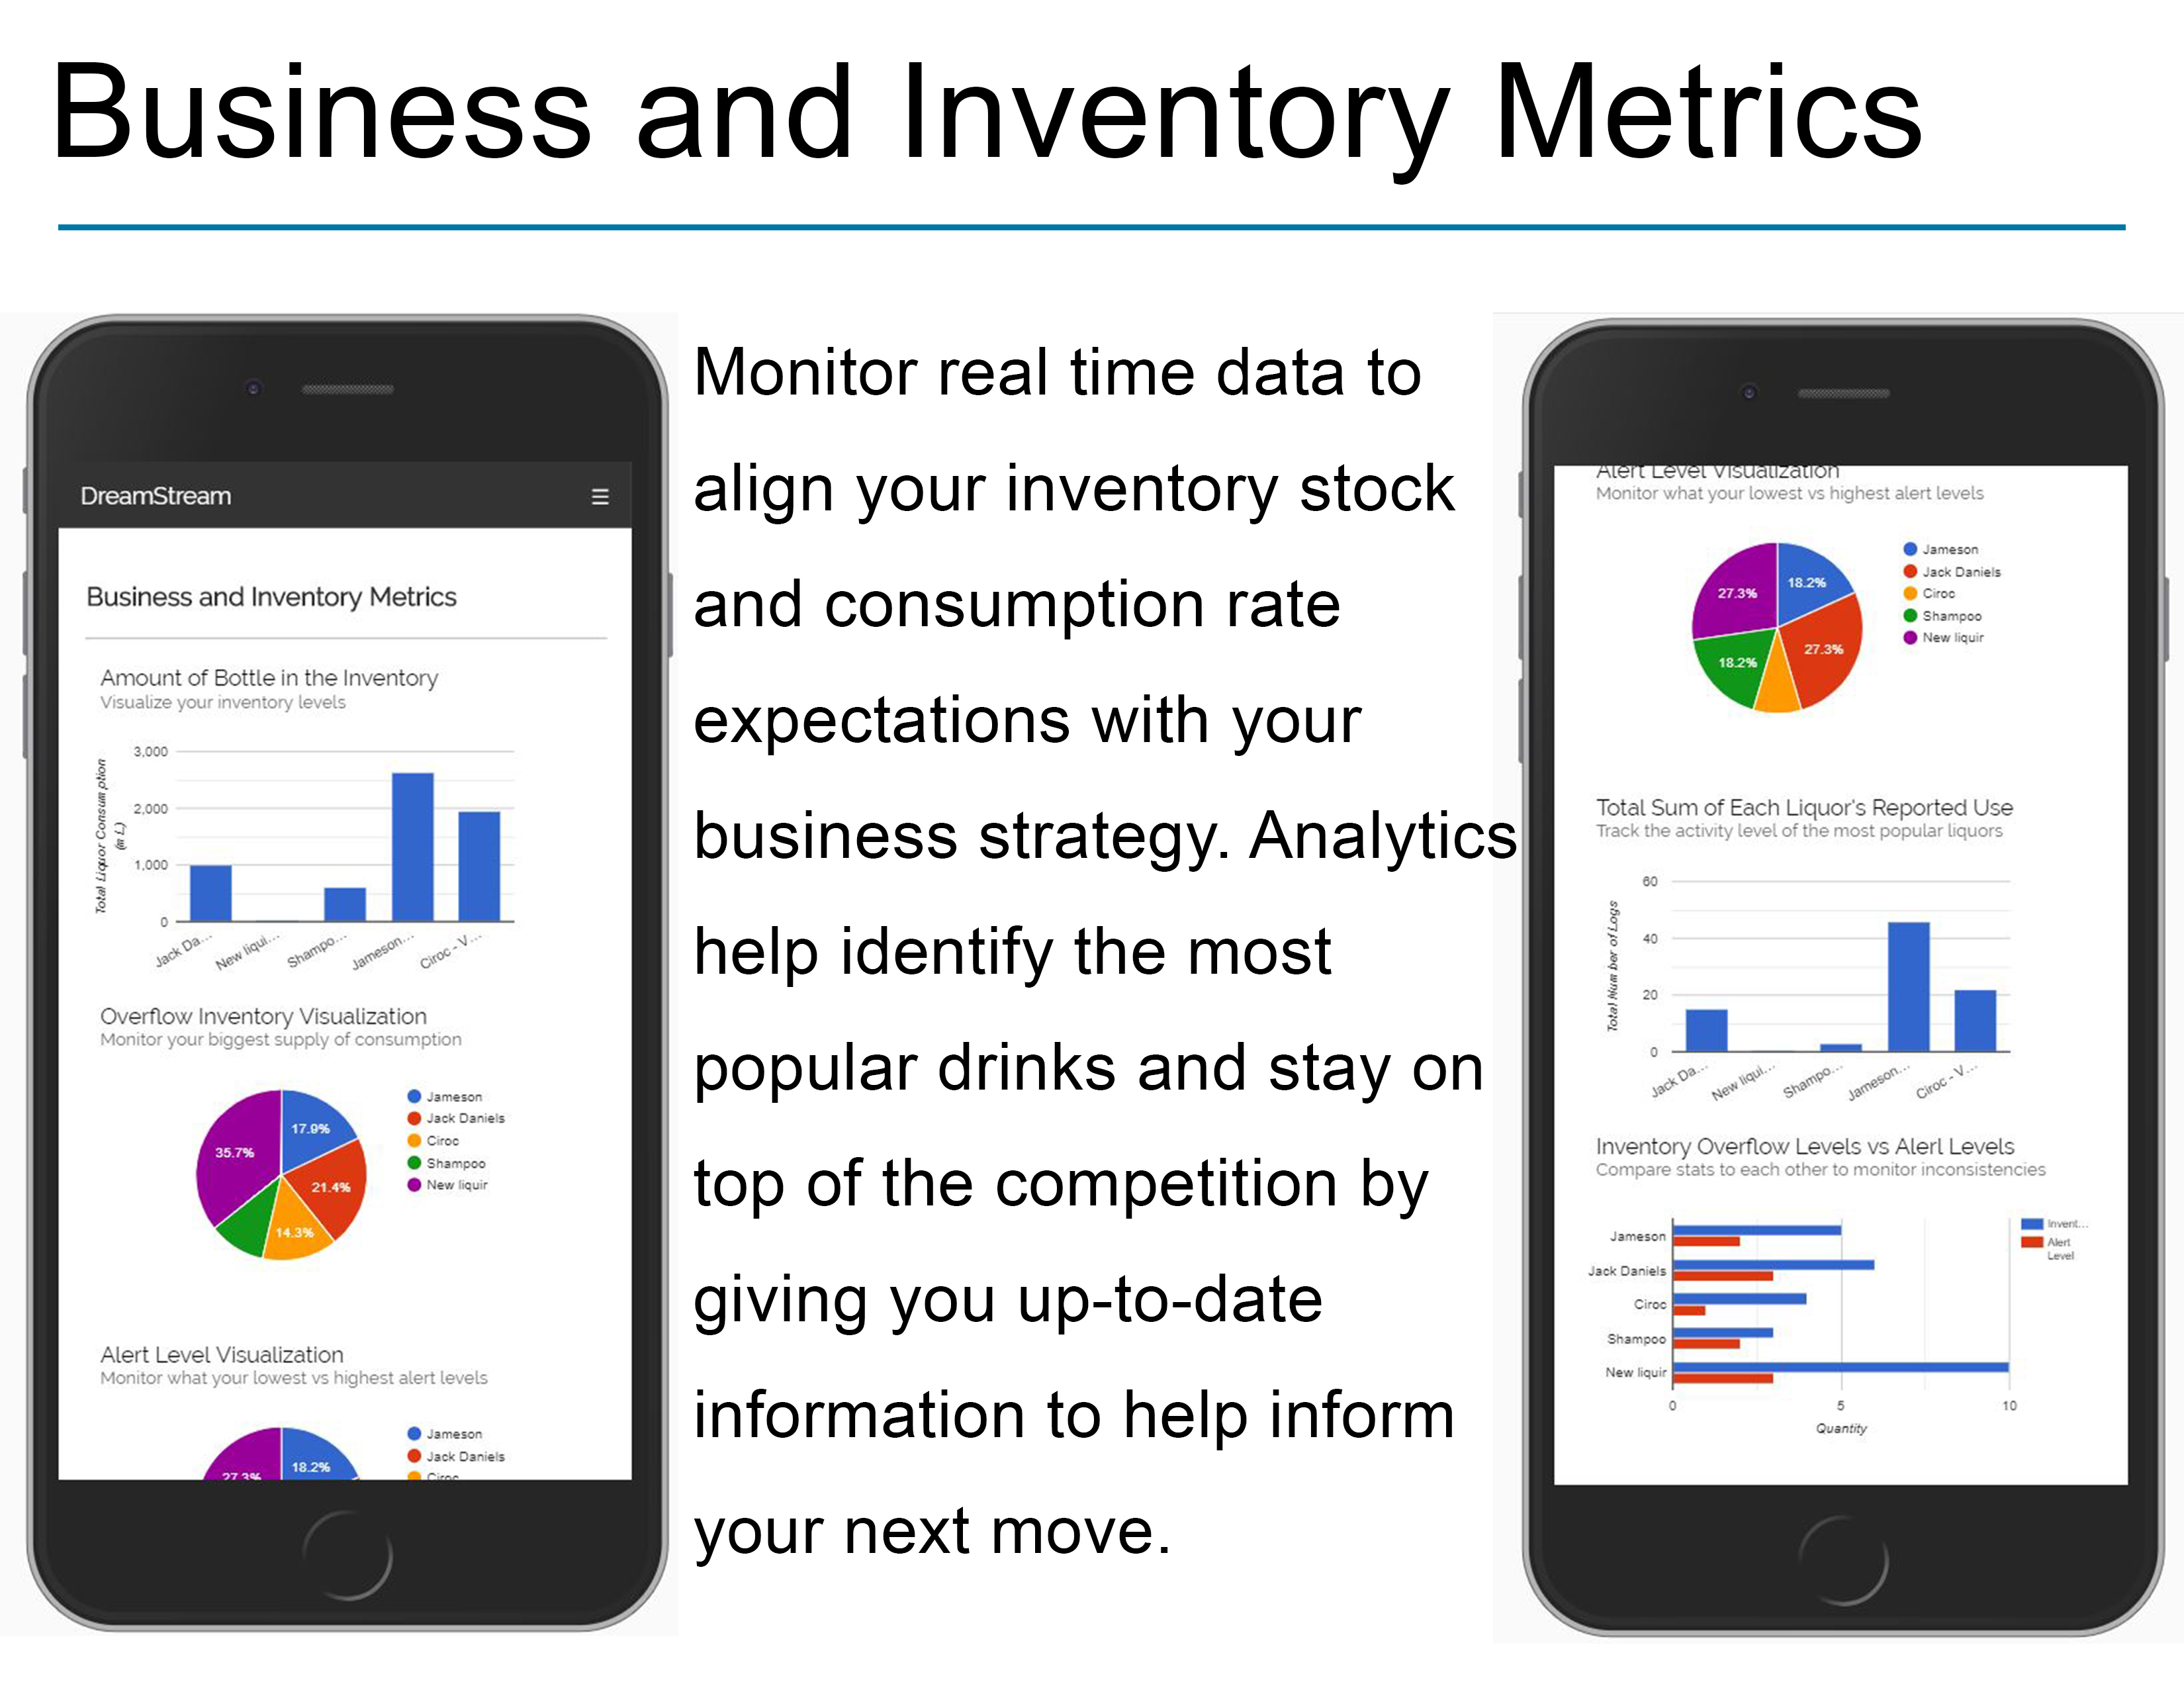 Business and Inventory Metrics
DreamStream
Business and Inventory Metrics
Amount of Bottle in the Inventory
Visualize your inventory levels
Total Liquor Consumption
(mL)
3,000
2,000
1,000
0
Jack Da...
New liqui...
Shampo...
Jameson...
Ciroc - V...
Overflow Inventory Visualization
Monitor your biggest supply of consumption
17.9%
21.4%
14.3%
35.7%
Jameson
Jack Daniels
Ciroc
Shampoo
New liquir
Alert Level Visualization
Monitor what your lowest vs highest alert levels
27.3%
18.2%
Jameson
Jack Daniels
Ciroc
Monitor real time data to
align your inventory stock
and consumption rate
expectations with your
business strategy. Analytics
help identify the most
popular drinks and stay on
top of the competition by
giving you up-to-date
information to help inform
your next move.
Alert Level Visualization
Monitor what your lowest vs highest alert levels
18.2%
27.3%
18.2%
27.3%
Jameson
Jack Daniels
Ciroc
Shampoo
New liquir
Total Sum of Each Liquor's Reported Use
Track the activity level of the most popular liquors
Total Number of Logs
60
40
20
0
Jack Da...
New liqui...
Shampo...
Jameson...
Ciroc - V...
Inventory Overflow Levels vs Alerl Levels
Compare stats to each other to monitor inconsistencies
Jameson
Jack Daniels
Ciroc
Shampoo
New liquir
0
5
10
Quantity
Invent...
Alert
Level